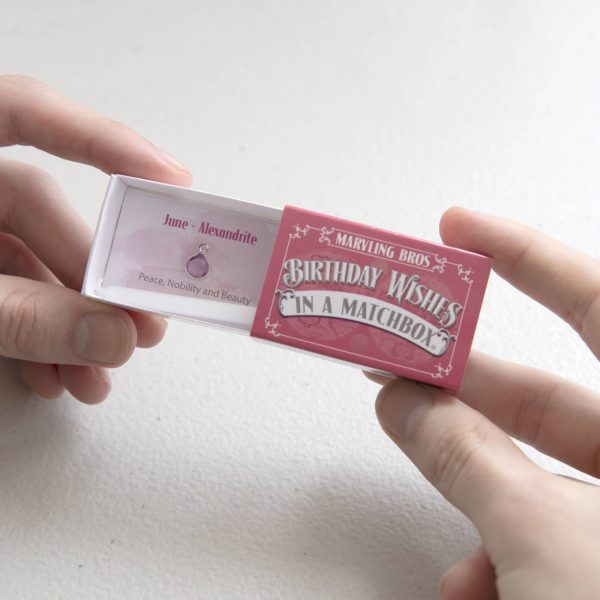 June - Alexandrite
Peace, Nobility and Beauty
MARVLING BROS
BIRTHDAY WISHES
IN A MATCHBOX®